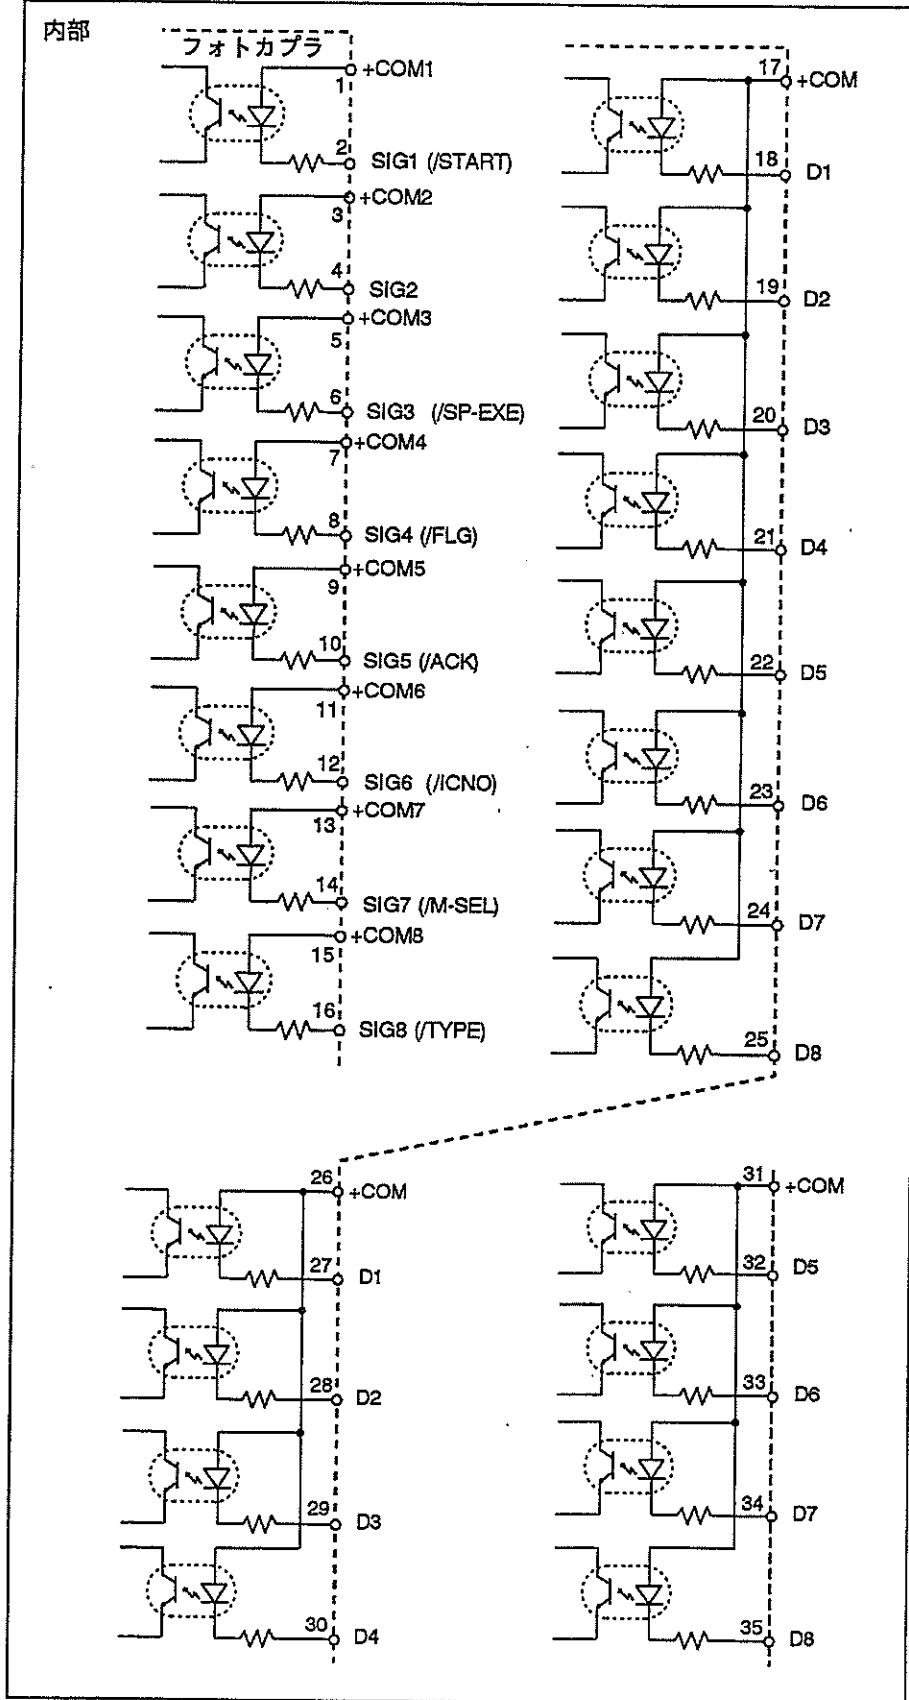 内部
フォトカプラ
+COM1
1
2
SIG1 (/START)
+COM2
3
4
SIG2
+COM3
5
6
SIG3 (/SP-EXE)
+COM4
7
8
SIG4 (/FLG)
+COM5
9
10
SIG5 (/ACK)
+COM6
11
12
SIG6 (/ICNO)
+COM7
13
14
SIG7 (/M-SEL)
+COM8
15
16
SIG8 (/TYPE)
17
+COM
18
D1
19
D2
20
D3
21
D4
22
D5
23
D6
24
D7
25
D8
26
+COM
27
D1
28
D2
29
D3
30
D4
31
+COM
32
D5
33
D6
34
D7
35
D8